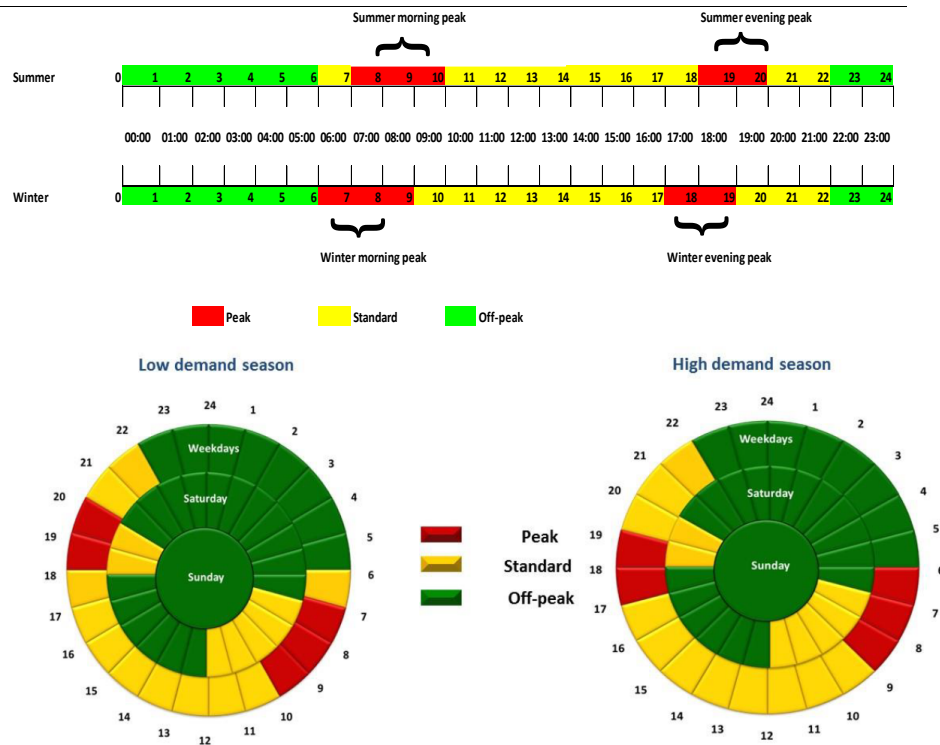 Summer morning peak Summer evening peak
Summer 0 1 2 3 4 5 6 7 8 9 10 11 12 13 14 15 16 17 18 19 20 21 22 23 24
00:00 01:00 02:00 03:00 04:00 05:00 06:00 07:00 08:00 09:00 10:00 11:00 12:00 13:00 14:00 15:00 16:00 17:00 18:00 19:00 20:00 21:00 22:00 23:00
Winter 0 1 2 3 4 5 6 7 8 9 10 11 12 13 14 15 16 17 18 19 20 21 22 23 24
Winter morning peak Winter evening peak
Peak Standard Off-peak
Low demand season
24 1 2 3 4 5 6 7 8 9 10 11 12 13 14 15 16 17 18 19 20 21 22 23
Weekdays
Saturday
Sunday
Peak
Standard
Off-peak
High demand season
24 1 2 3 4 5 6 7 8 9 10 11 12 13 14 15 16 17 18 19 20 21 22 23
Weekdays
Saturday
Sunday